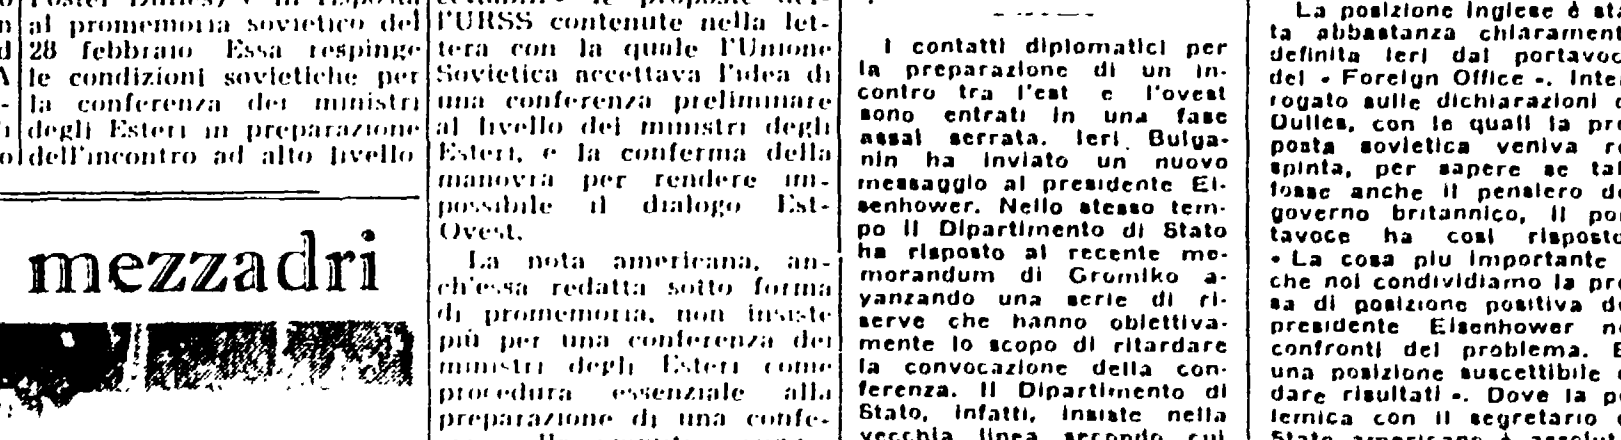 al promemoria sovietico del
28 febbraio Essa respinge
le condizioni sovietiche per
la conferenza dei ministri
degli Esteri in preparazione
dell'incontro ad alto livello
mezzadri
le proposte del-
l'URSS contenute nella let-
tera con la quale l'Unione
Sovietica accettava l'idea di
una conferenza preliminare
al livello dei ministri degli
Esteri, e la conferma della
manovra per rendere im-
possibile il dialogo Est-
Ovest.
La nota americana, an-
ch'essa redatta sotto forma
di promemoria, non insiste
più per una conferenza dei
ministri degli Esteri come
procedura essenziale alla
preparazione di una confe-
I contatti diplomatici per
la preparazione di un in-
contro tra l'est e l'ovest
sono entrati in una fase
assai serrata. Ieri Bulga-
nin ha inviato un nuovo
messaggio al presidente Ei-
senhower. Nello stesso tem-
po il Dipartimento di Stato
ha risposto al recente me-
morandum di Gromiko a-
vanzando una serie di ri-
serve che hanno obiettiva-
mente lo scopo di ritardare
la convocazione della con-
ferenza. Il Dipartimento di
Stato, infatti, insiste nella
vecchia linea secondo cui
La posizione inglese è sta
ta abbastanza chiarament
definita ieri dal portavoc
del « Foreign Office ». Inter
rogato sulle dichiarazioni
Dulles, con le quali la pro
posta sovietica veniva re
spinta, per sapere se tal
fosse anche il pensiero de
governo britannico, il por
tavoce ha così risposto
« La cosa più importante
che noi condividiamo la pre
sa di posizione positiva de
presidente Eisenhower ne
confronti del problema. E
una posizione suscettibile
dare risultati ». Dove la po
lemica con il segretario
Stato americano è